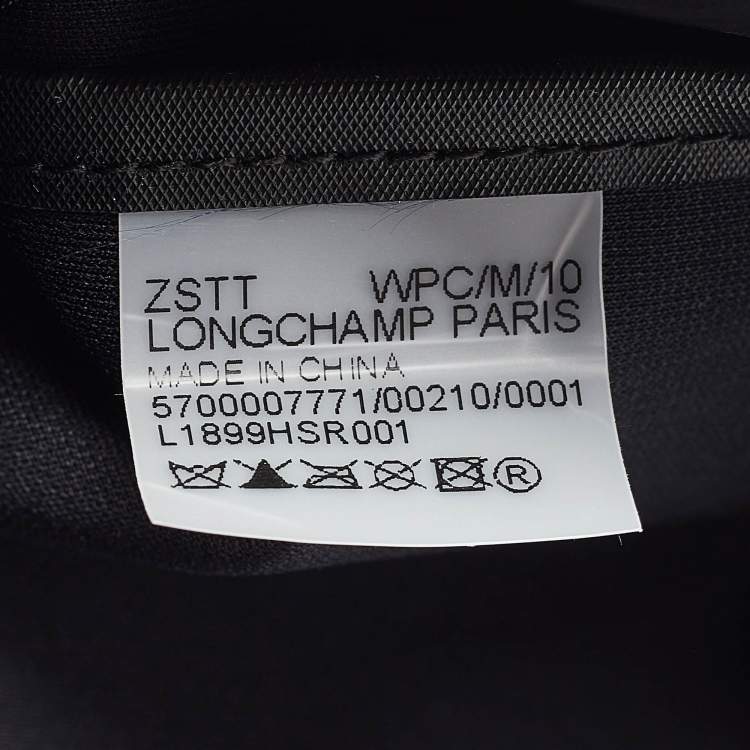 ZSTT WPC/M/10
LONGCHAMP PARIS
MADE IN CHINA
5700007771/00210/0001
L1899HSR001
®